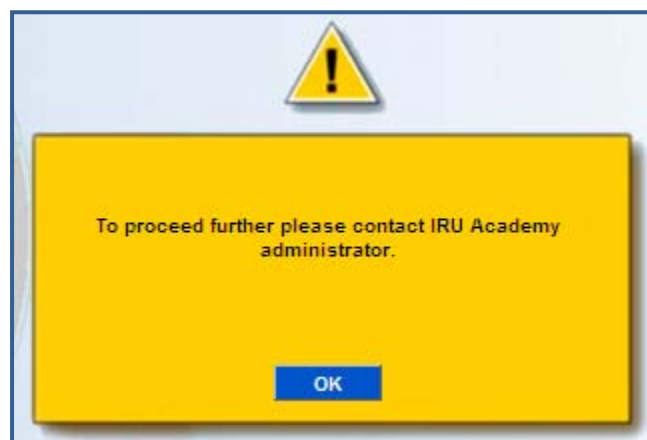 To proceed further please contact IRU Academy
administrator.
OK